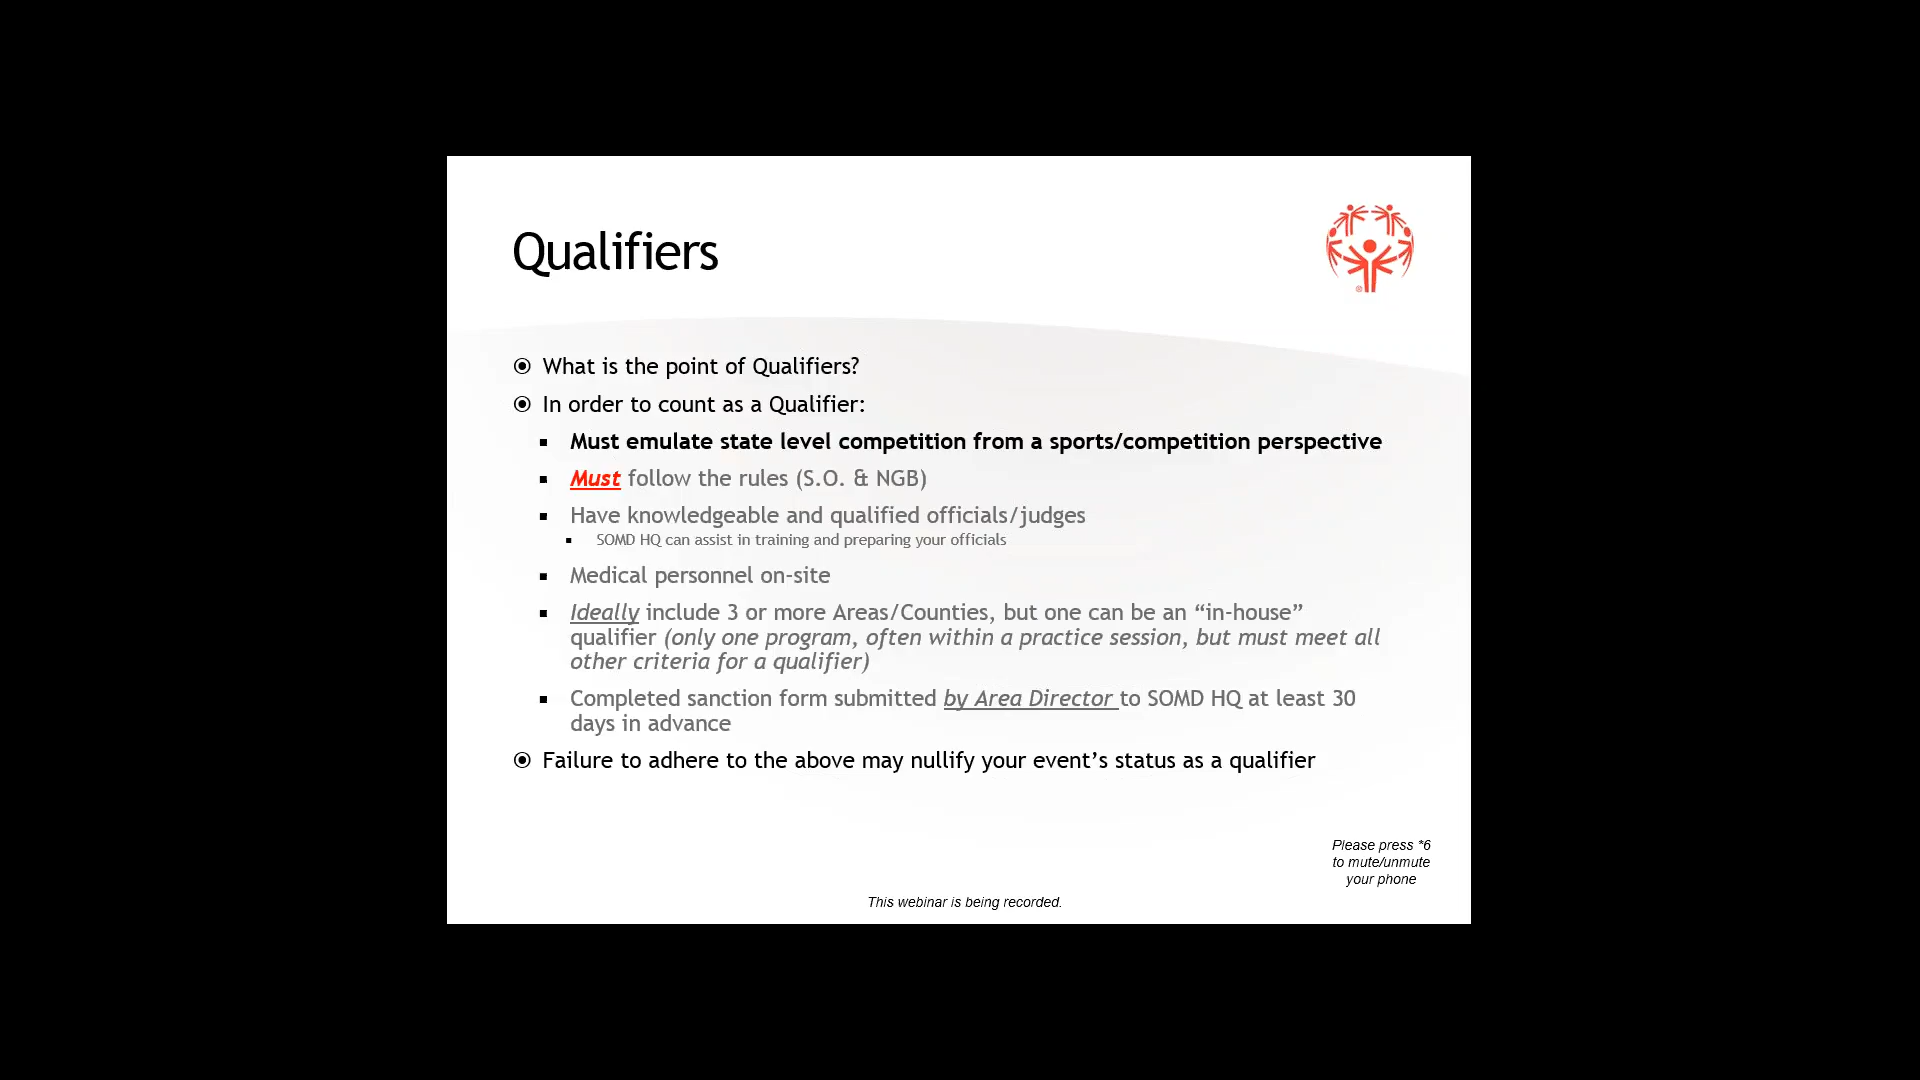 Qualifiers
What is the point of Qualifiers?
In order to count as a Qualifier:
Must emulate state level competition from a sports/competition perspective
Must follow the rules (S.O. & NGB)
Have knowledgeable and qualified officials/judges
SOMD HQ can assist in training and preparing your officials
Medical personnel on-site
Ideally include 3 or more Areas/Counties, but one can be an “in-house”
qualifier (only one program, often within a practice session, but must meet all
other criteria for a qualifier)
Completed sanction form submitted by Area Director to SOMD HQ at least 30
days in advance
Failure to adhere to the above may nullify your event’s status as a qualifier
Please press *6
to mute/unmute
your phone
This webinar is being recorded.